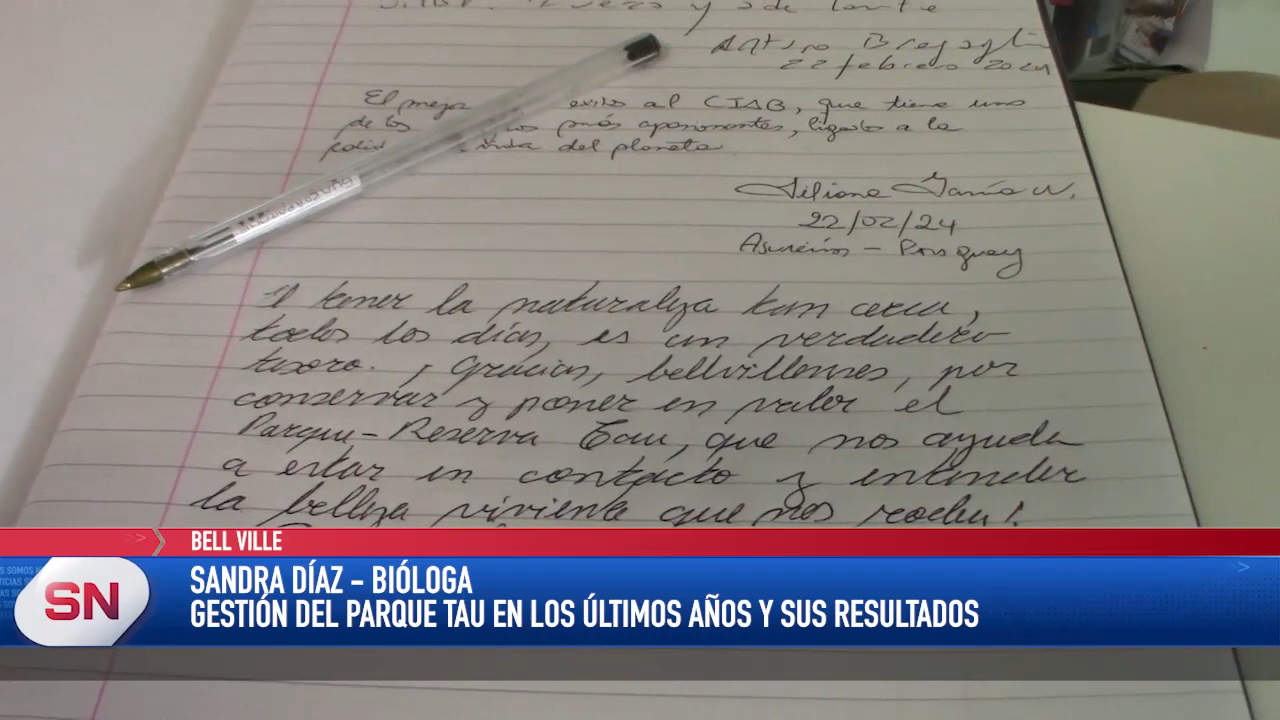 y
Arturo
22 febrero 2024
El mejor exito al CIAB, que tiene uno
de los más apasionantes, ligado a la
vida del planeta.
Liliana
22/02/24
Asunción - Paraguay
¡ tener la naturaleza tan cerca,
todos los días, es un verdadero
tesoro. ¡ Gracias, bellvillenses, por
conservar y poner en valor el
Parque-Reserva Tau, que nos ayuda
a estar en contacto y entender
la belleza viviente que nos rodea!
BELL VILLE
SN
SANDRA DÍAZ - BIÓLOGA
GESTIÓN DEL PARQUE TAU EN LOS ÚLTIMOS AÑOS Y SUS RESULTADOS